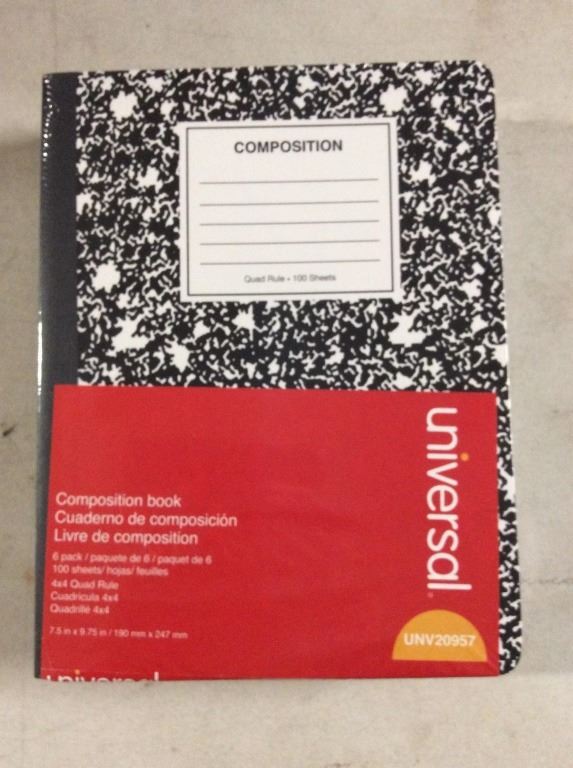 COMPOSITION
Quad Rule • 100 Sheets
universal®
Composition book
Cuaderno de composición
Livre de composition
6 pack / paquete de 6 / paquet de 6
100 sheets/ hojas/ feuilles
4x4 Quad Rule
Cuadrícula 4x4
Quadrillé 4x4
7.5 in x 9.75 in / 190 mm x 247 mm
UNV20957
universal